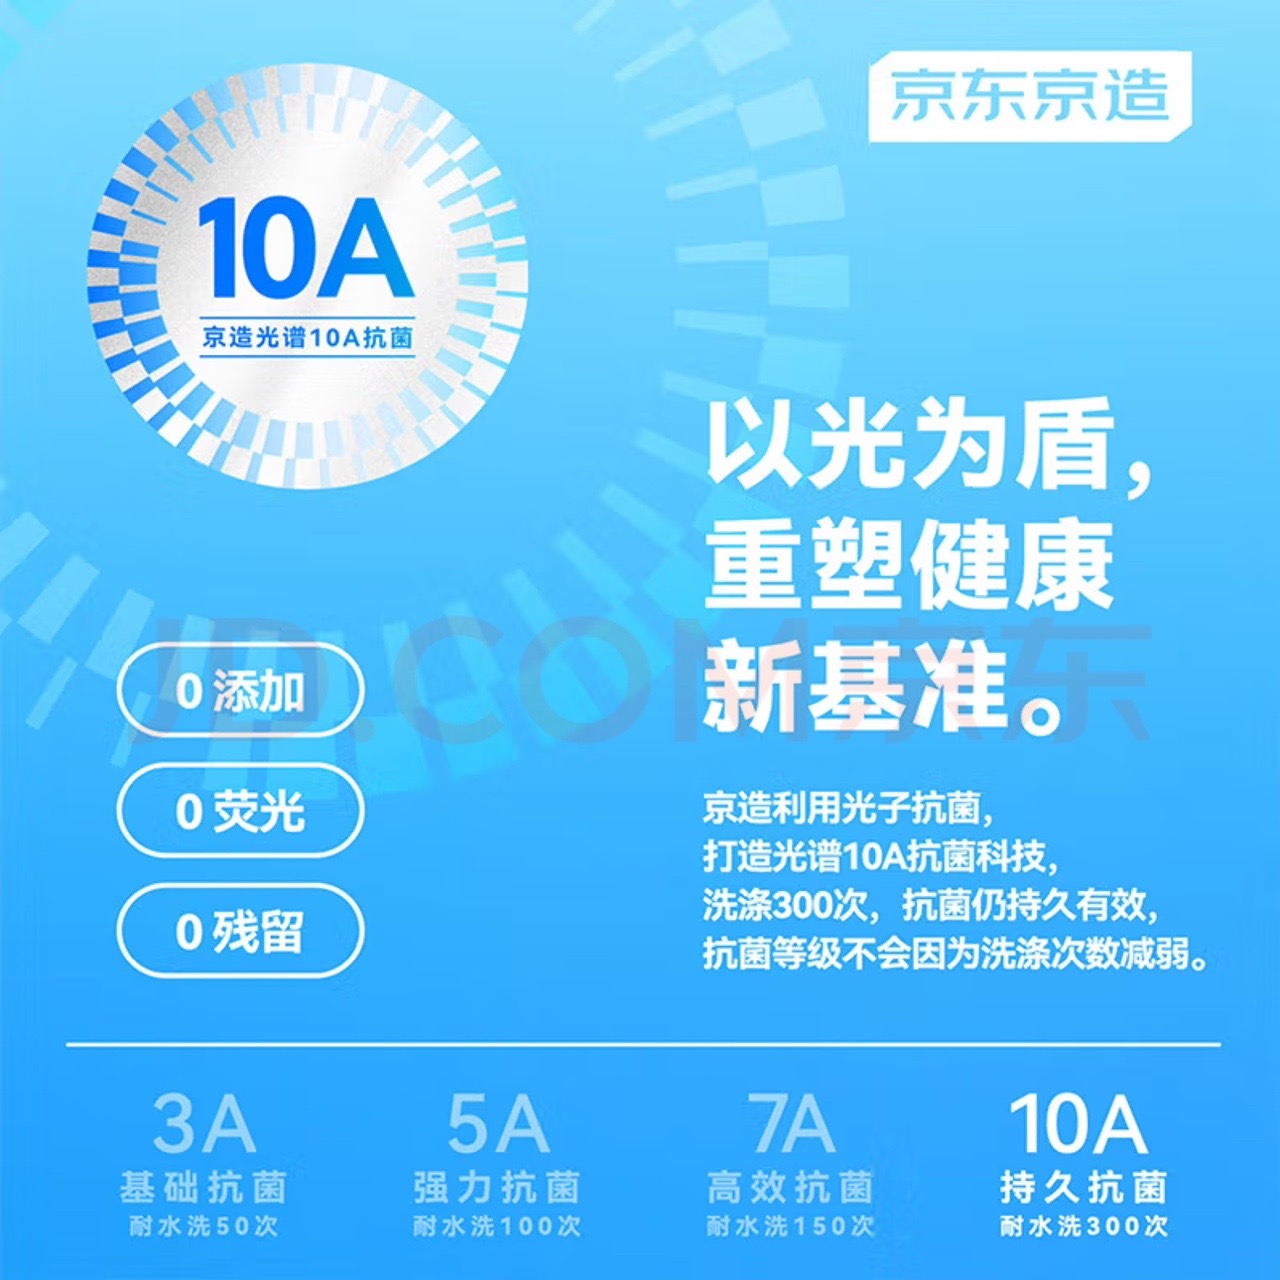 京东京造
10A
京造光谱10A抗菌
以光为盾，
重塑健康
新基准。
JD.COM京东
0 添加
0 荧光
0 残留
京造利用光子抗菌，
打造光谱10A抗菌科技，
洗涤300次，抗菌仍持久有效，
抗菌等级不会因为洗涤次数减弱。
3A
基础抗菌
耐水洗50次
5A
强力抗菌
耐水洗100次
7A
高效抗菌
耐水洗150次
10A
持久抗菌
耐水洗300次